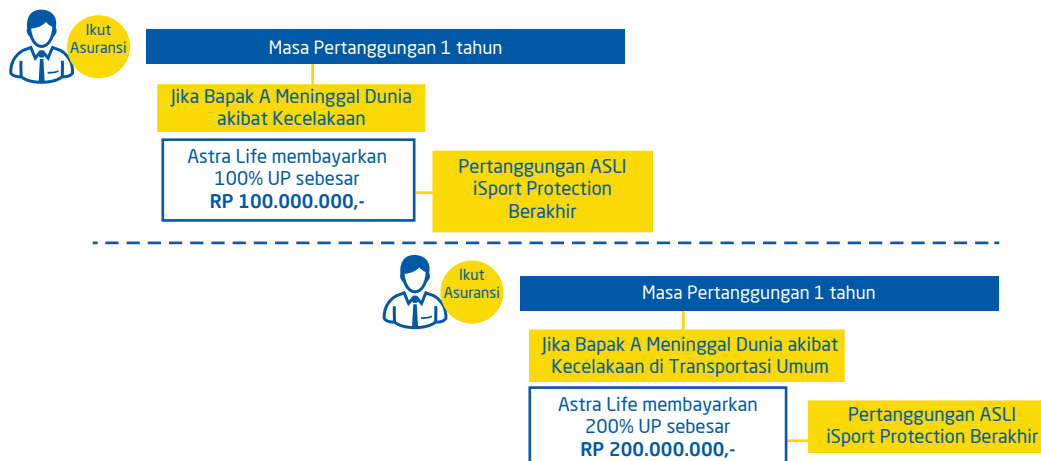 Ikut
Asuransi
Masa Pertanggungan 1 tahun
Jika Bapak A Meninggal Dunia
akibat Kecelakaan
Astra Life membayarkan
100% UP sebesar
RP 100.000.000,-
Pertanggungan ASLI
iSport Protection
Berakhir
Ikut
Asuransi
Masa Pertanggungan 1 tahun
Jika Bapak A Meninggal Dunia akibat
Kecelakaan di Transportasi Umum
Astra Life membayarkan
200% UP sebesar
RP 200.000.000,-
Pertanggungan ASLI
iSport Protection Berakhir